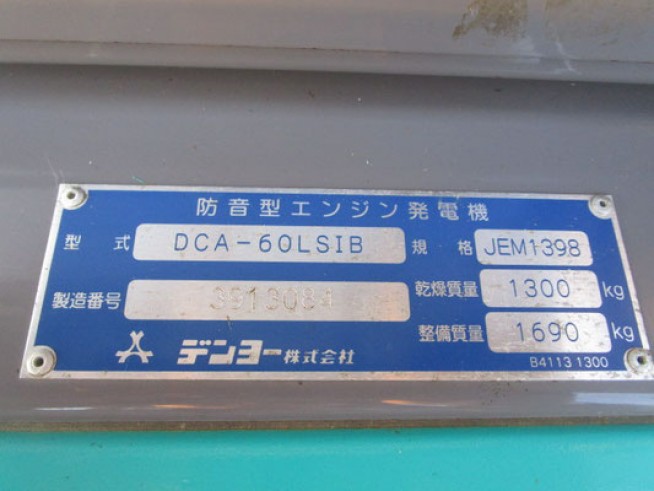 防音型エンジン発電機
型式 DCA-60LSIB 規格 JEM1398
製造番号 3913084 乾燥質量 1300 kg
デンヨー株式会社 整備質量 1690 kg
B4113 1300